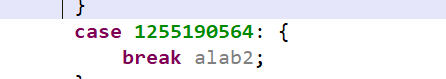 }
case 1255190564: {
break alab2;
}